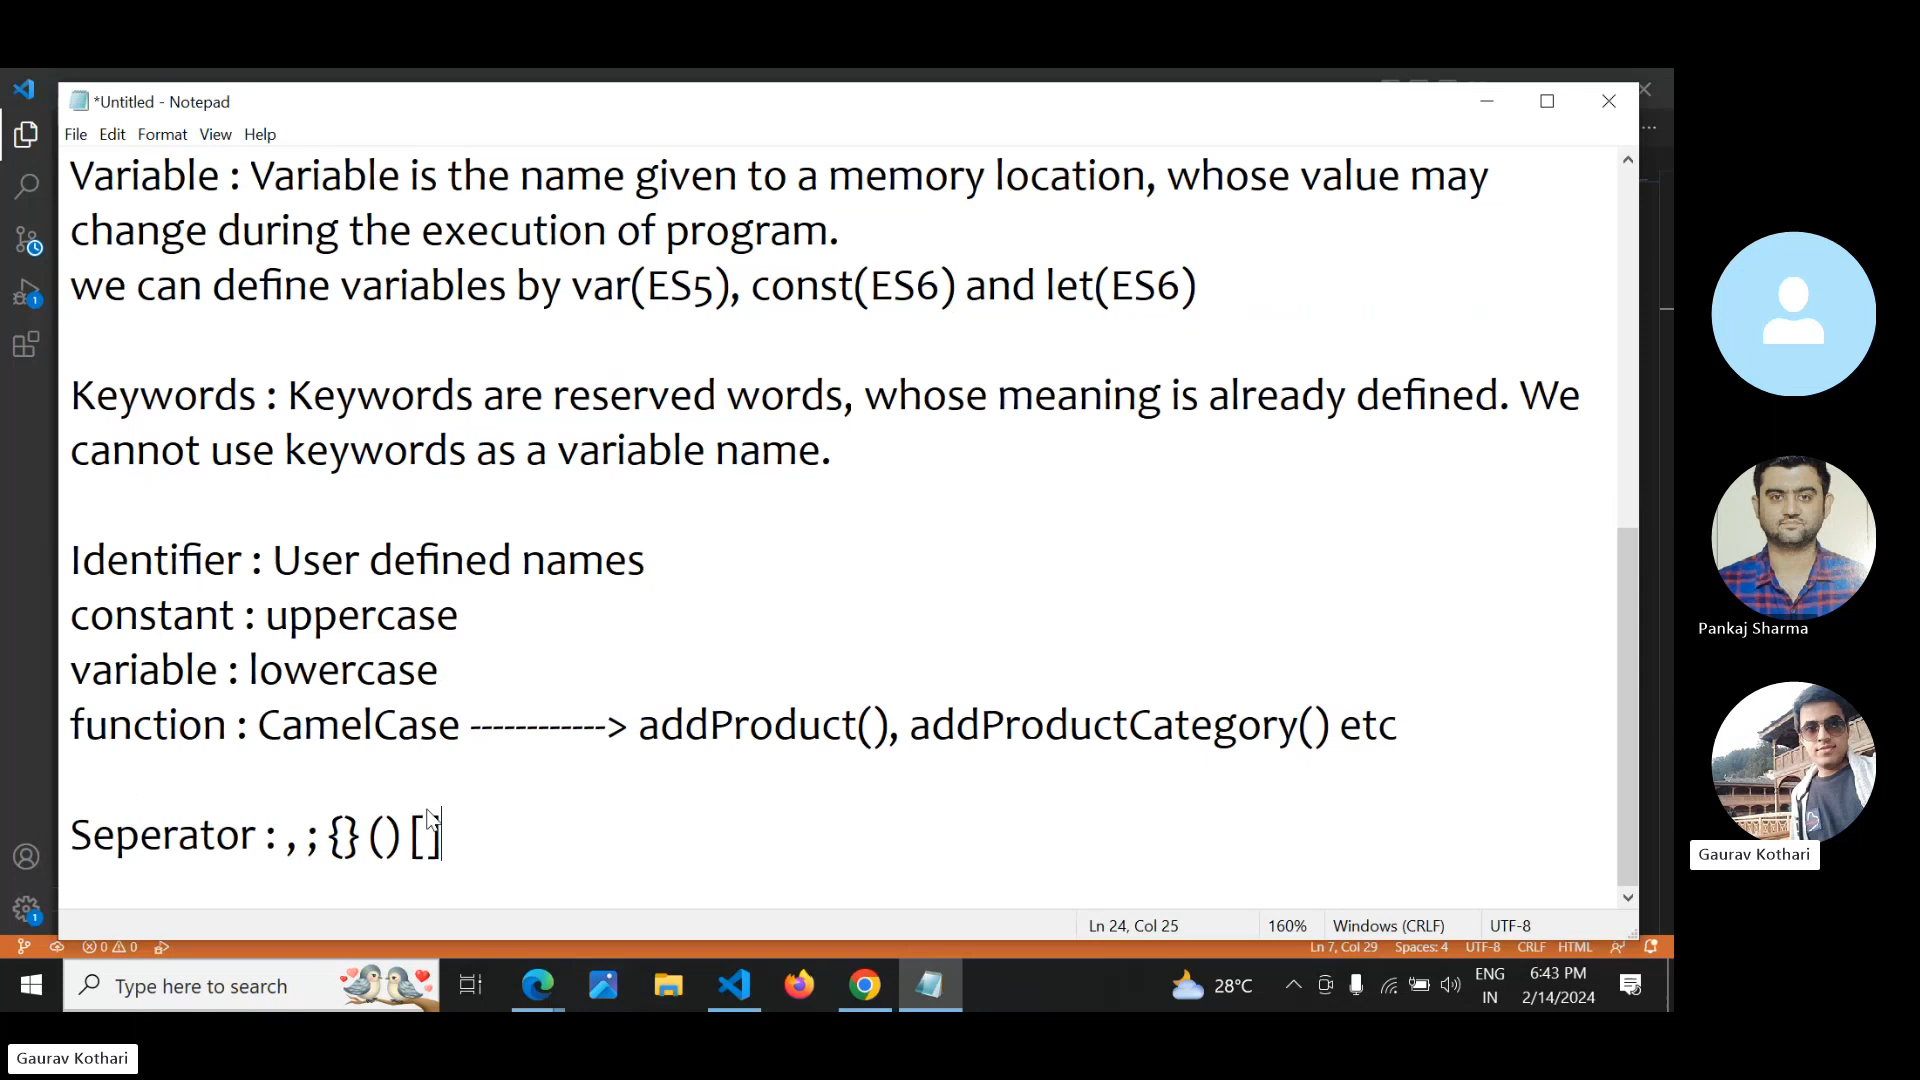 *Untitled - Notepad
File Edit Format View Help
Variable : Variable is the name given to a memory location, whose value may
change during the execution of program.
we can define variables by var(ES5), const(ES6) and let(ES6)
Keywords : Keywords are reserved words, whose meaning is already defined. We
cannot use keywords as a variable name.
Identifier : User defined names
constant : uppercase
variable : lowercase
function : CamelCase ------------> addProduct(), addProductCategory() etc
Seperator : , ; {} () []
Ln 24, Col 25 160% Windows (CRLF) UTF-8
0 0 Ln 7, Col 29 Spaces: 4 UTF-8 CRLF HTML
1
1
Type here to search
28°C
ENG
IN
6:43 PM
2/14/2024
Pankaj Sharma
Gaurav Kothari
Gaurav Kothari